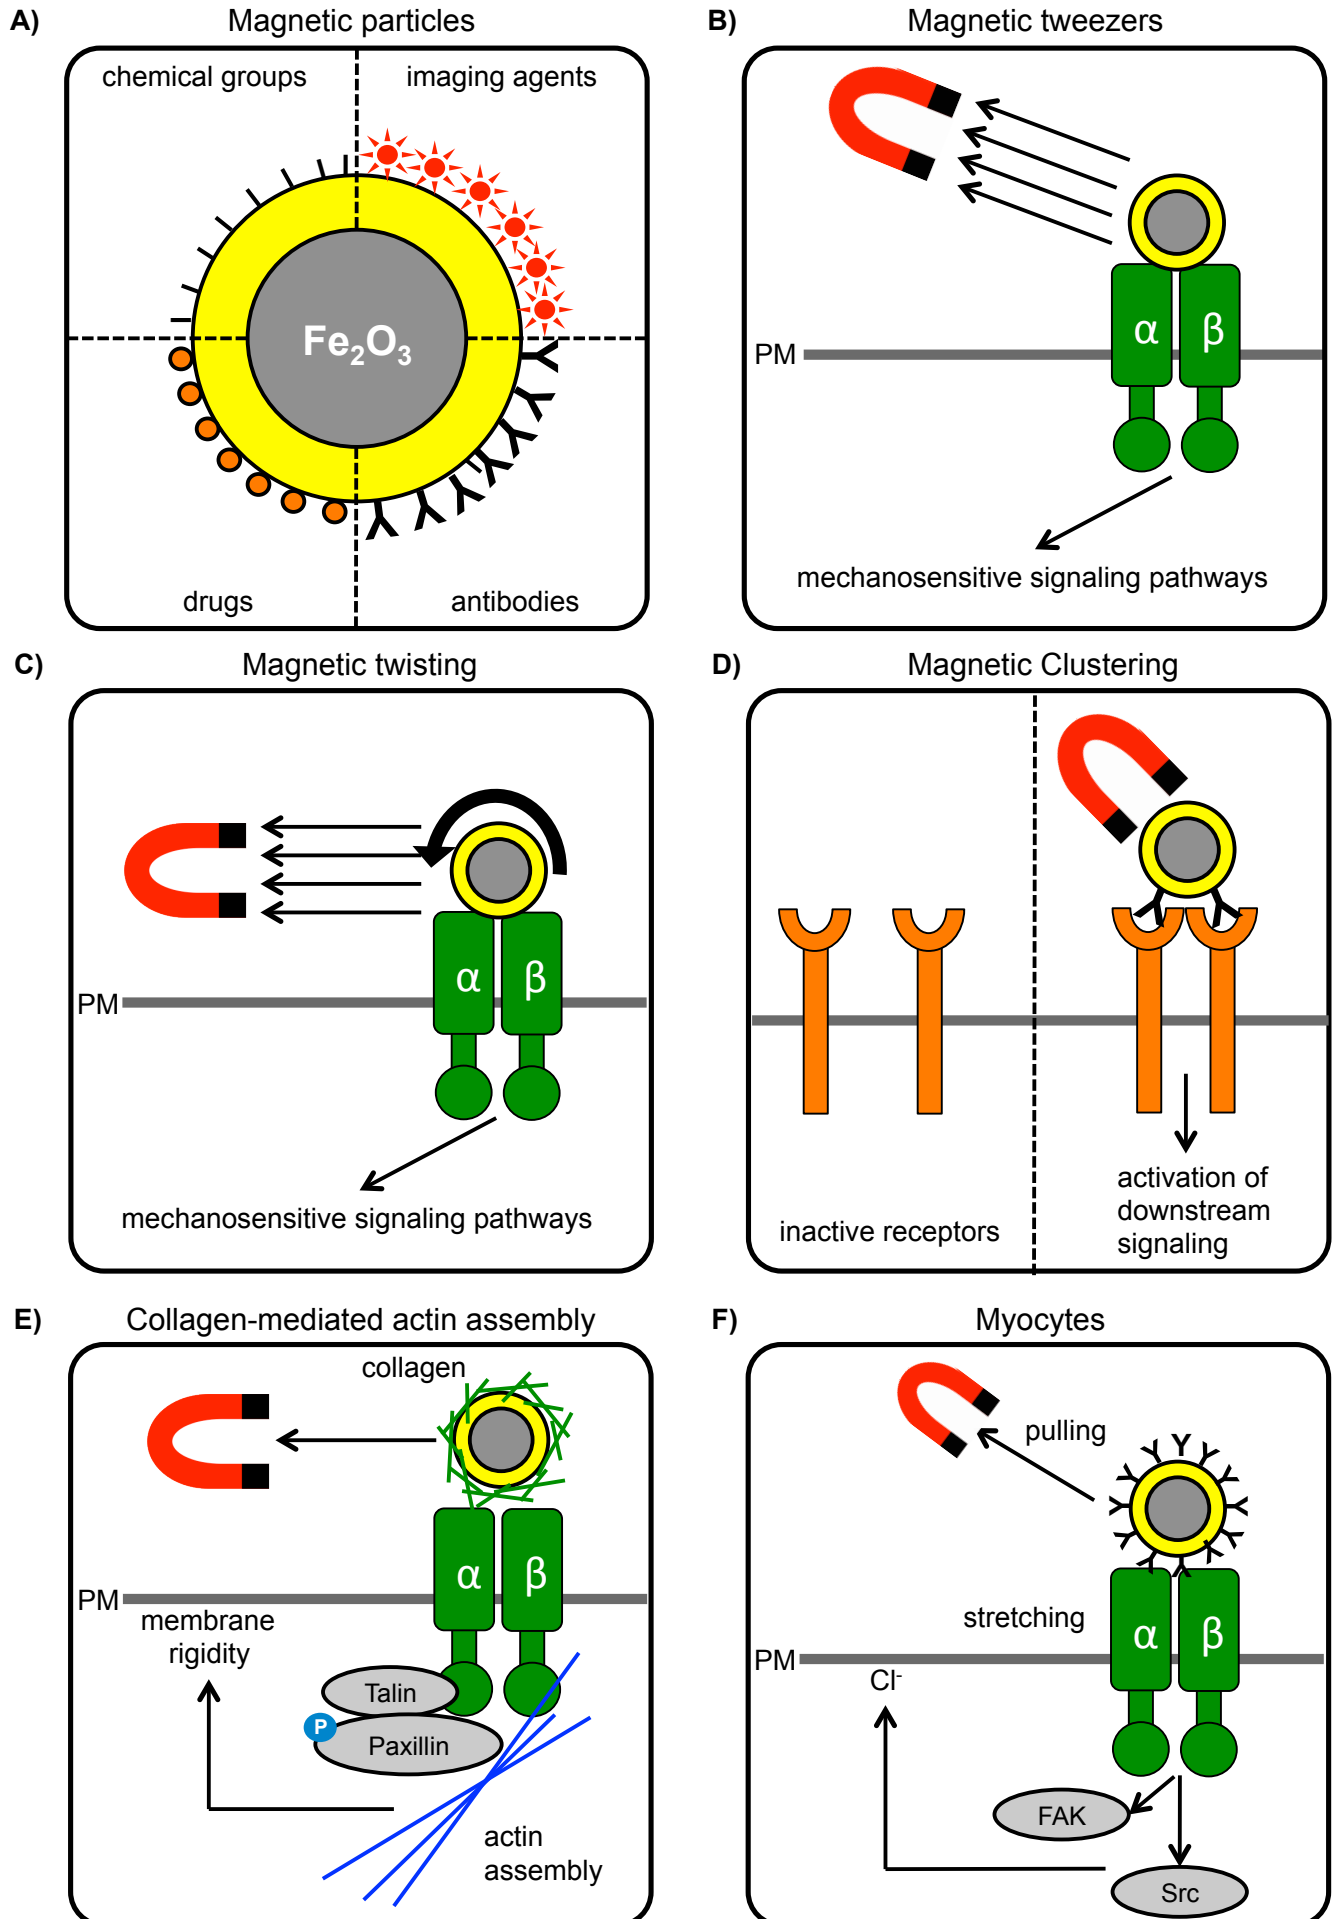 A)
Magnetic particles
chemical groups
imaging agents
Fe₂O₃
drugs
antibodies
B)
Magnetic tweezers
α
β
PM
mechanosensitive signaling pathways
C)
Magnetic twisting
α
β
PM
mechanosensitive signaling pathways
D)
Magnetic Clustering
inactive receptors
activation of
downstream
signaling
E)
Collagen-mediated actin assembly
collagen
α
β
PM
membrane
rigidity
Talin
P
Paxillin
actin
assembly
F)
Myocytes
pulling
stretching
α
β
PM
Cl⁻
FAK
Src